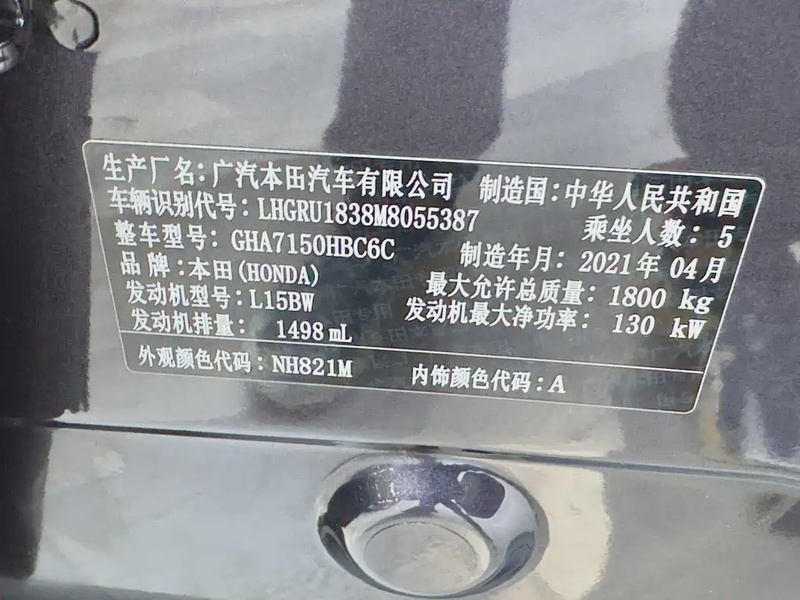 生产厂名：广汽本田汽车有限公司 制造国：中华人民共和国
车辆识别代号：LHGRU1838M8055387 乘坐人数：5
整车型号：GHA7150HBC6C 制造年月：2021年 04月
品 牌：本田(HONDA) 最大允许总质量：1800 kg
发动机型号：L15BW 发动机最大净功率：130 kW
发动机排量： 1498 mL
外观颜色代码：NH821M 内饰颜色代码：A